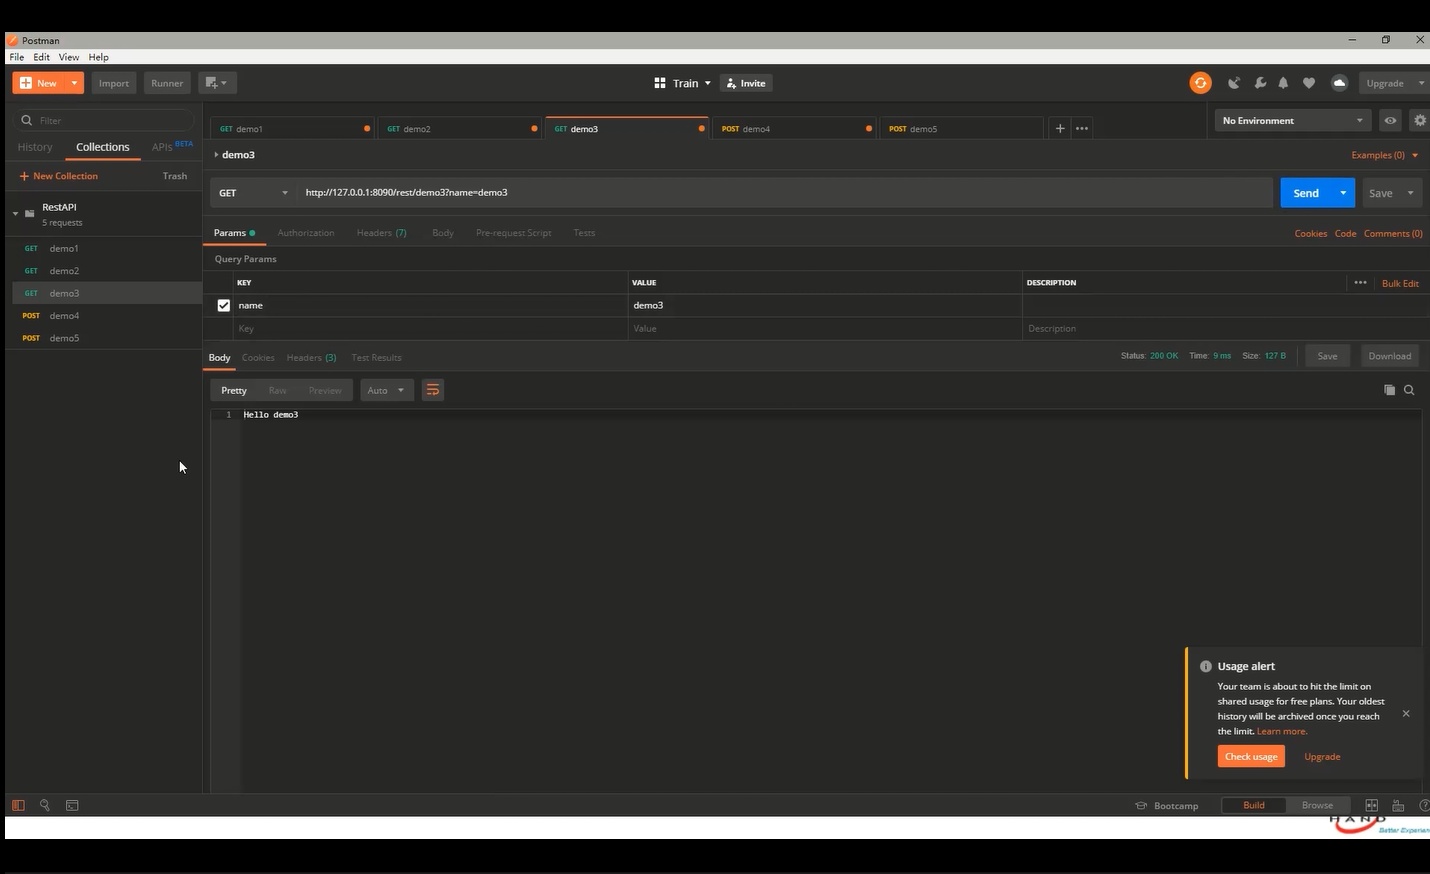 Postman
File Edit View Help
New Import Runner Train Invite Upgrade
Filter
History Collections APIs BETA
New Collection Trash
RestAPI
5 requests
GET demo1
GET demo2
GET demo3
POST demo4
POST demo5
GET demo1 GET demo2 GET demo3 POST demo4 POST demo5 No Environment
demo3 Examples (0)
GET http://127.0.0.1:8090/rest/demo3?name=demo3 Send Save
Params Authorization Headers (7) Body Pre-request Script Tests Cookies Code Comments (0)
Query Params
KEY VALUE DESCRIPTION Bulk Edit
name demo3
Key Value Description
Body Cookies Headers (3) Test Results Status: 200 OK Time: 9 ms Size: 127 B Save Download
Pretty Raw Preview Auto
1 Hello demo3
Usage alert
Your team is about to hit the limit on
shared usage for free plans. Your oldest
history will be archived once you reach
the limit. Learn more.
Check usage Upgrade
Bootcamp Build Browse
HAND
Better Experien